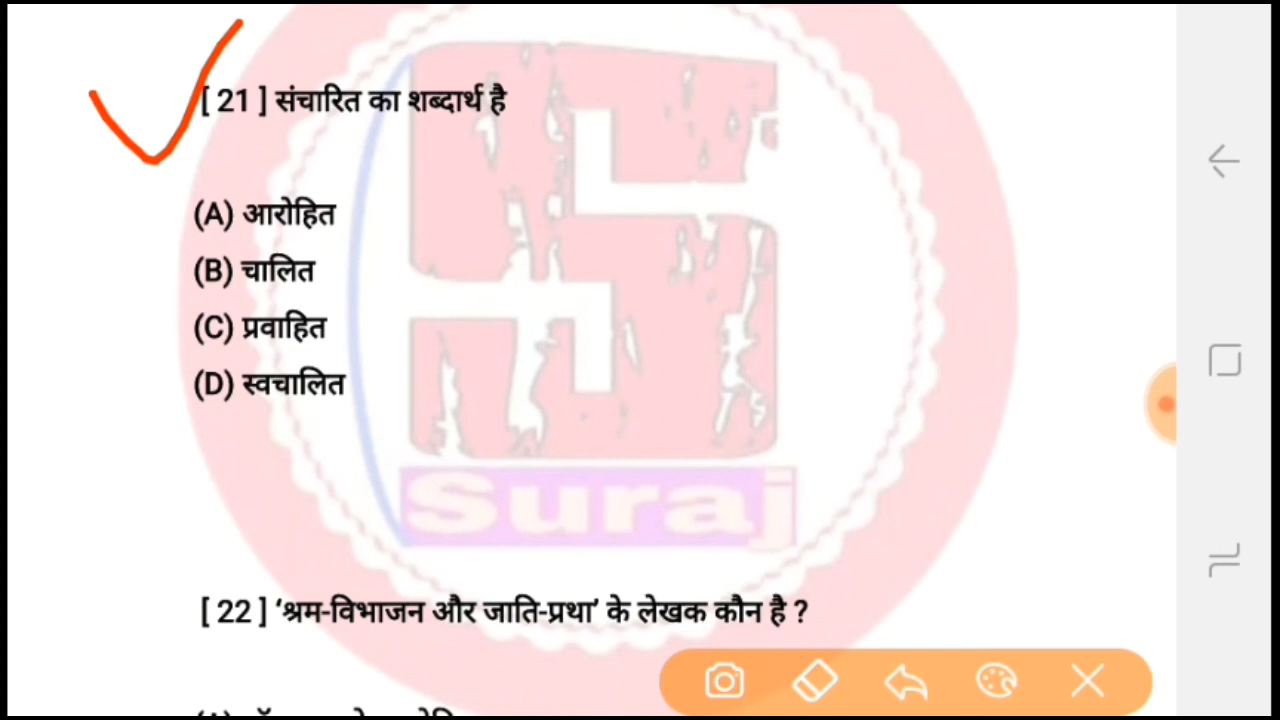 [ 21 ] संचारित का शब्दार्थ है
(A) आरोहित
(B) चालित
(C) प्रवाहित
(D) स्वचालित
Suraj
[ 22 ] ‘श्रम-विभाजन और जाति-प्रथा’ के लेखक कौन है ?